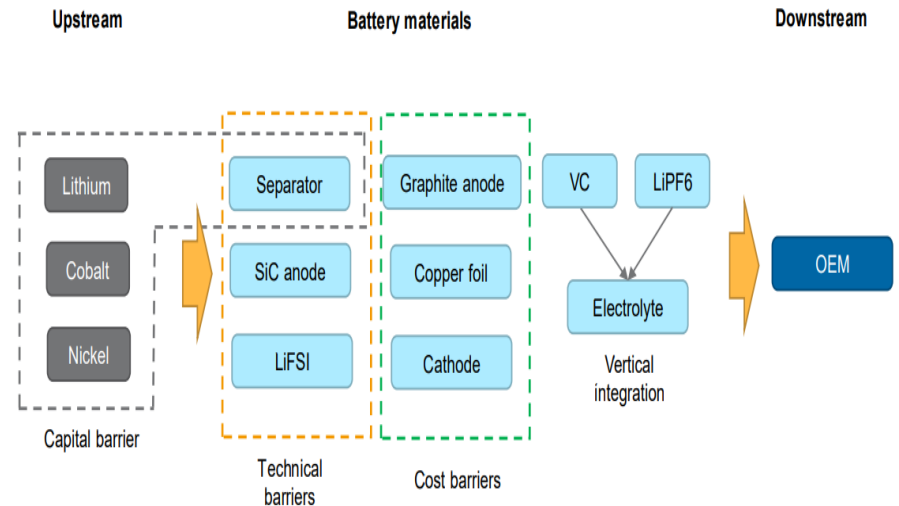 Upstream
Battery materials
Downstream
Lithium
Separator
Graphite anode
VC
LiPF6
Cobalt
SiC anode
Copper foil
OEM
Electrolyte
Nickel
LiFSI
Cathode
Vertical
integration
Capital barrier
Technical
barriers
Cost barriers